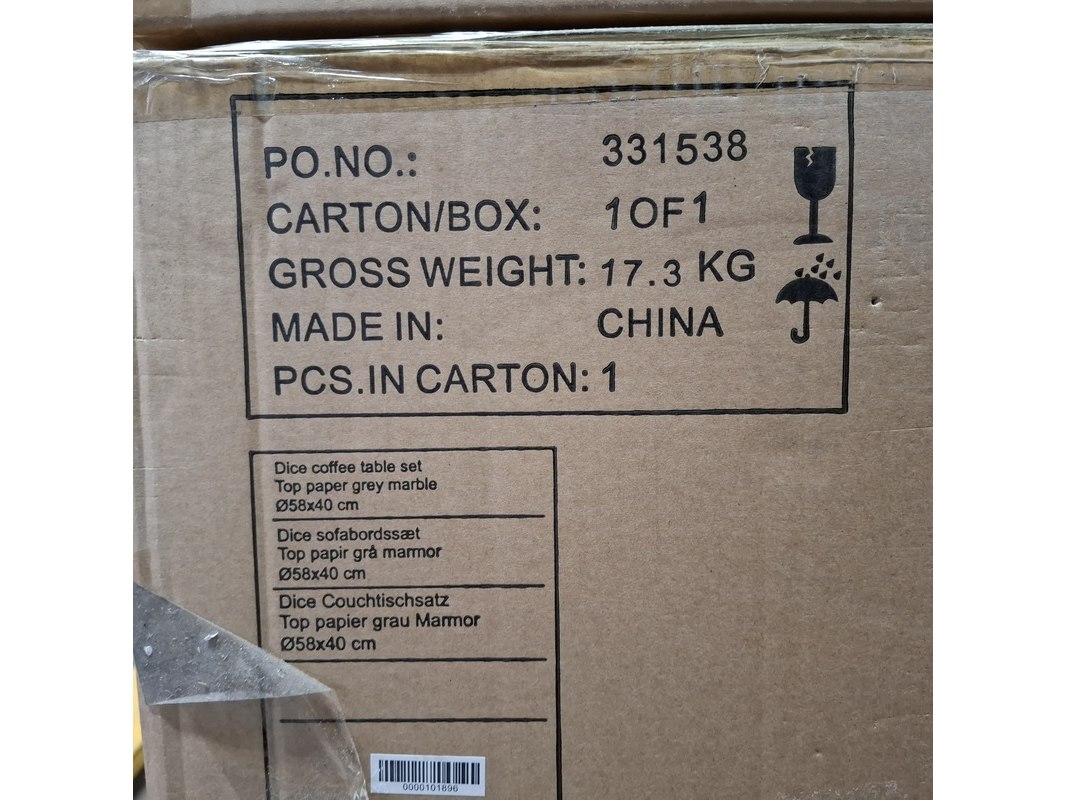 PO.NO.: 331538
CARTON/BOX: 1OF1
GROSS WEIGHT: 17.3 KG
MADE IN: CHINA
PCS.IN CARTON: 1
Dice coffee table set
Top paper grey marble
Ø58x40 cm
Dice sofabordssæt
Top papir grå marmor
Ø58x40 cm
Dice Couchtischsatz
Top papier grau Marmor
Ø58x40 cm
0000101896